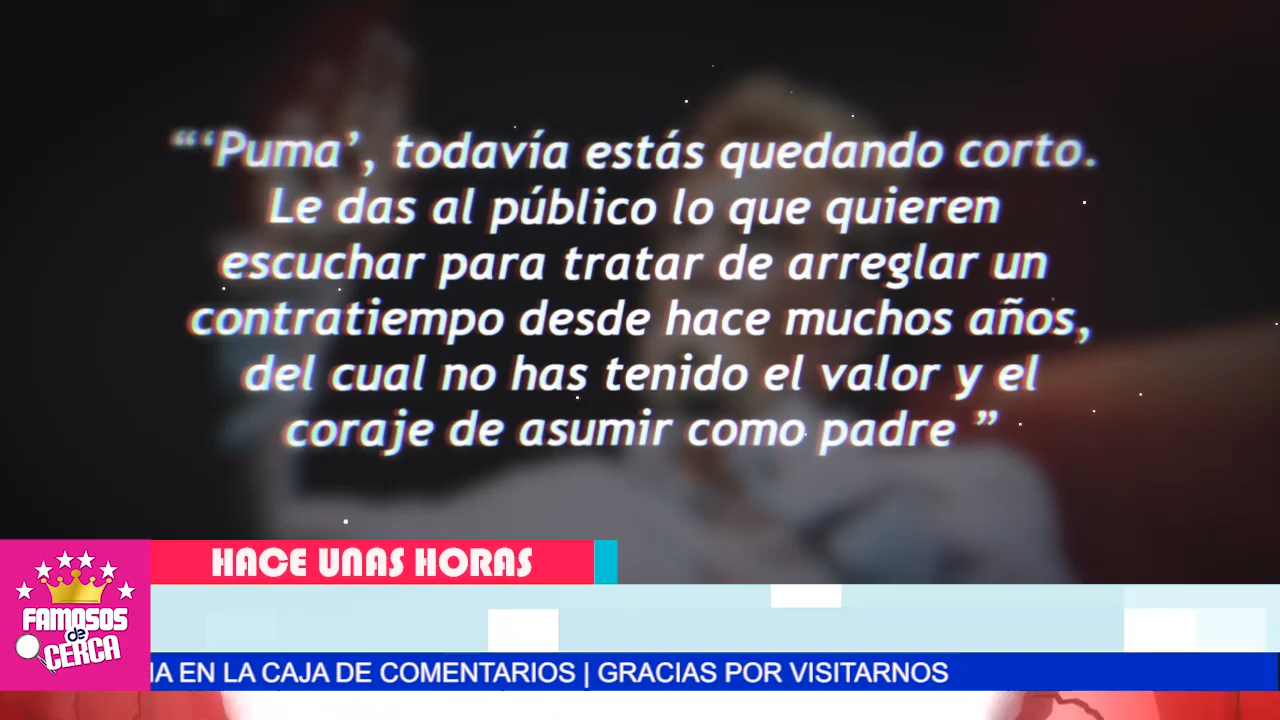 “‘Puma’, todavía estás quedando corto.
Le das al público lo que quieren
escuchar para tratar de arreglar un
contratiempo desde hace muchos años,
del cual no has tenido el valor y el
coraje de asumir como padre ”
HACE UNAS HORAS
FAMOSOS
de
CERCA
EN LA CAJA DE COMENTARIOS | GRACIAS POR VISITARNOS